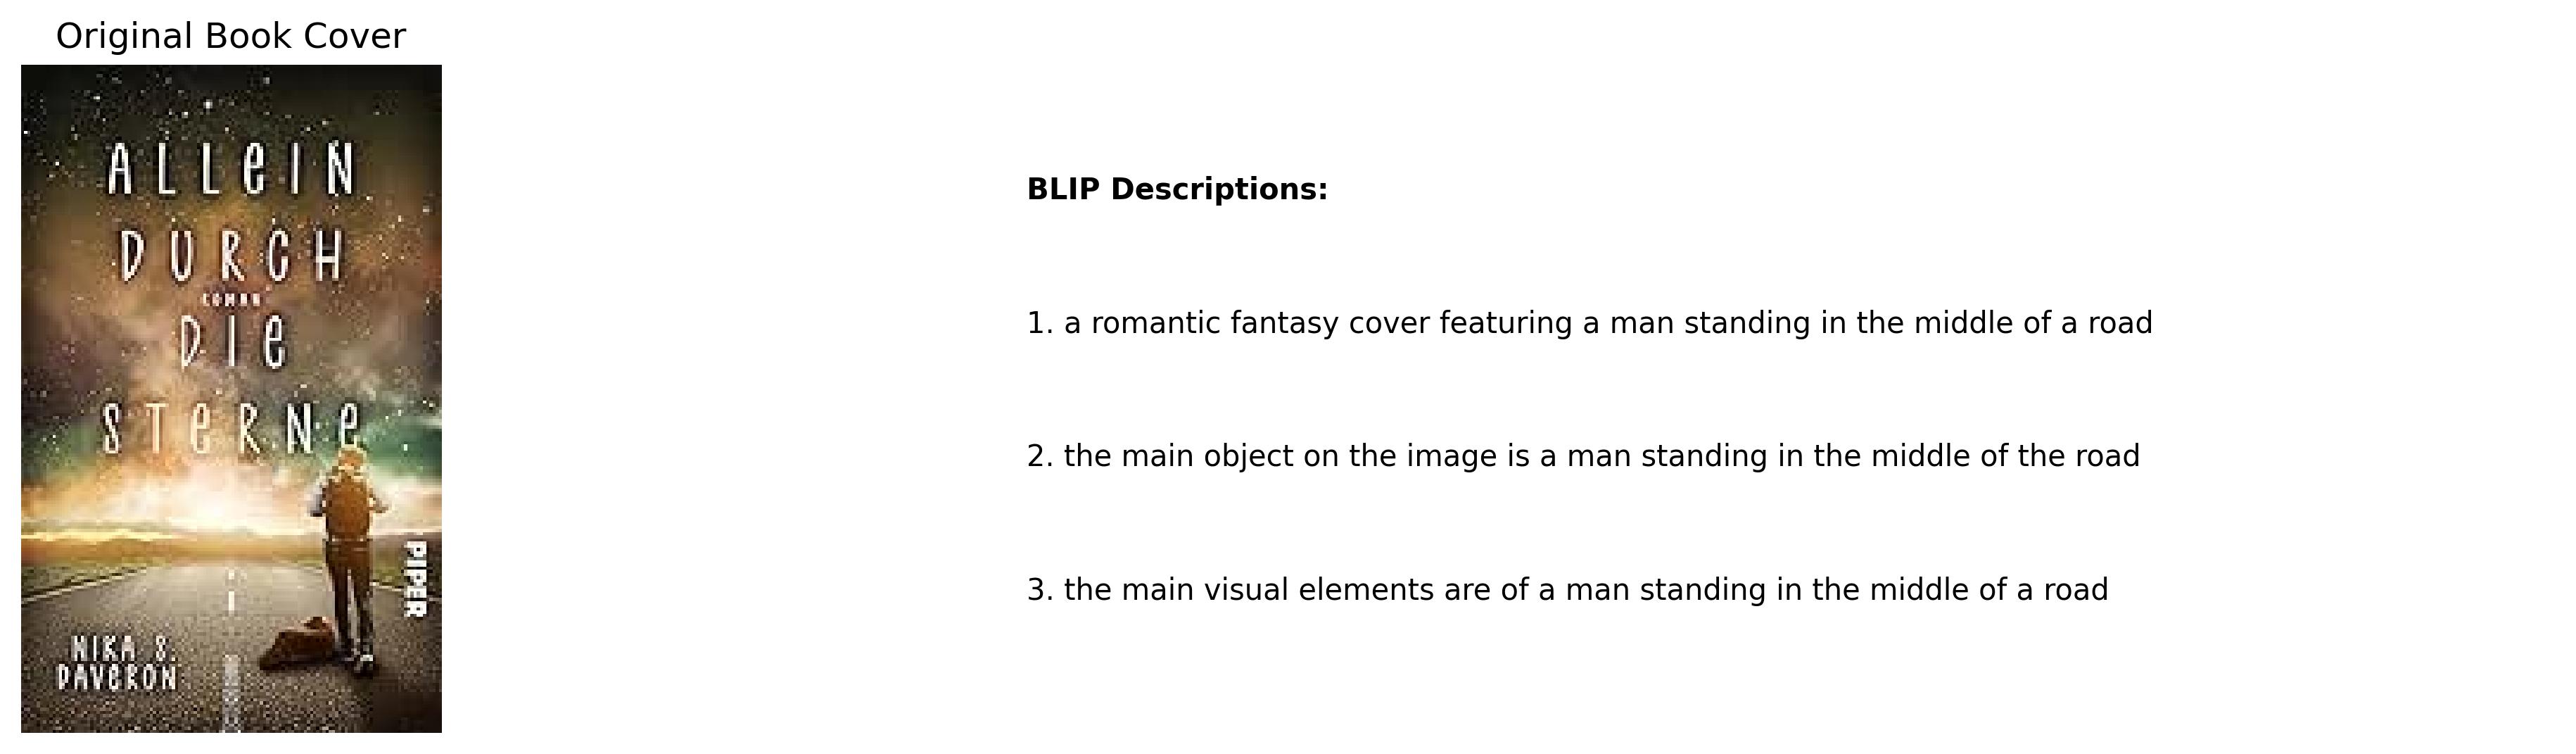 Original Book Cover
ALLeIN
DURCH
ROMAN
DIe
STeRNe
PIPER
NIKA S.
DAVeRON
BLIP Descriptions:
1. a romantic fantasy cover featuring a man standing in the middle of a road
2. the main object on the image is a man standing in the middle of the road
3. the main visual elements are of a man standing in the middle of a road